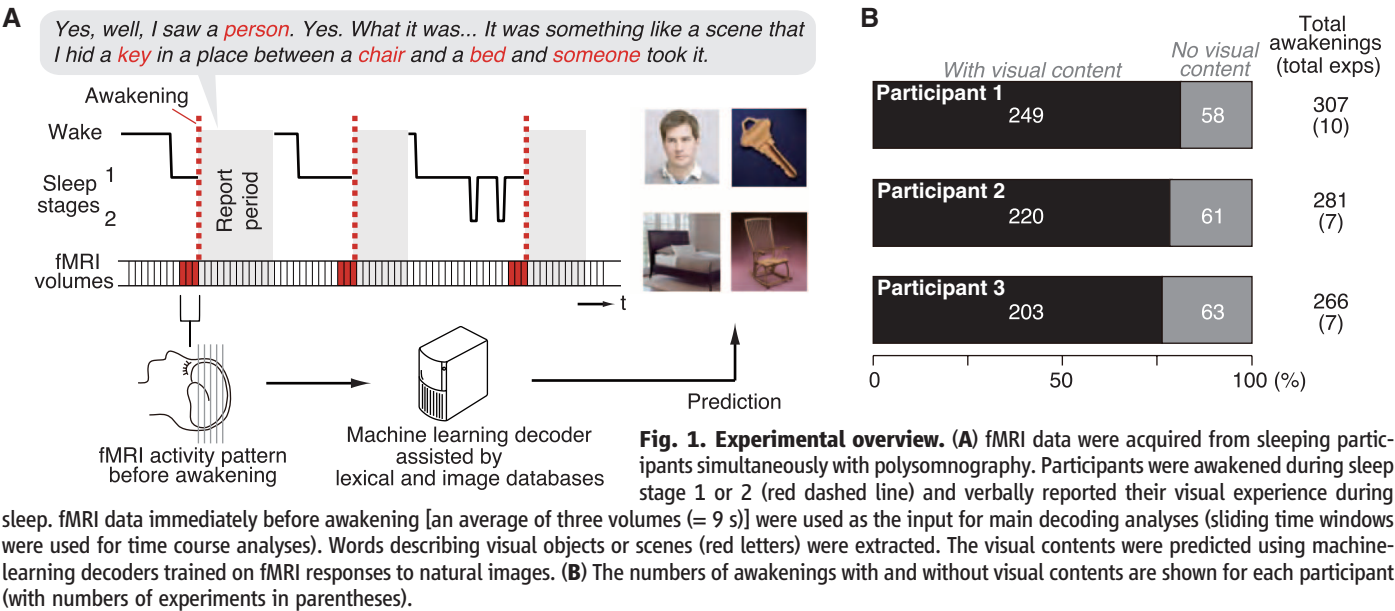 A
Yes, well, I saw a person. Yes. What it was... It was something like a scene that
I hid a key in a place between a chair and a bed and someone took it.
Awakening
Wake
Sleep
stages
1
2
Report
period
fMRI
volumes
t
fMRI activity pattern
before awakening
Machine learning decoder
assisted by
lexical and image databases
Prediction
B
With visual content
No visual
content
Total
awakenings
(total exps)
Participant 1
249
58
307
(10)
Participant 2
220
61
281
(7)
Participant 3
203
63
266
(7)
0
50
100 (%)
Fig. 1. Experimental overview. (A) fMRI data were acquired from sleeping partic-
ipants simultaneously with polysomnography. Participants were awakened during sleep
stage 1 or 2 (red dashed line) and verbally reported their visual experience during
sleep. fMRI data immediately before awakening [an average of three volumes (= 9 s)] were used as the input for main decoding analyses (sliding time windows
were used for time course analyses). Words describing visual objects or scenes (red letters) were extracted. The visual contents were predicted using machine-
learning decoders trained on fMRI responses to natural images. (B) The numbers of awakenings with and without visual contents are shown for each participant
(with numbers of experiments in parentheses).